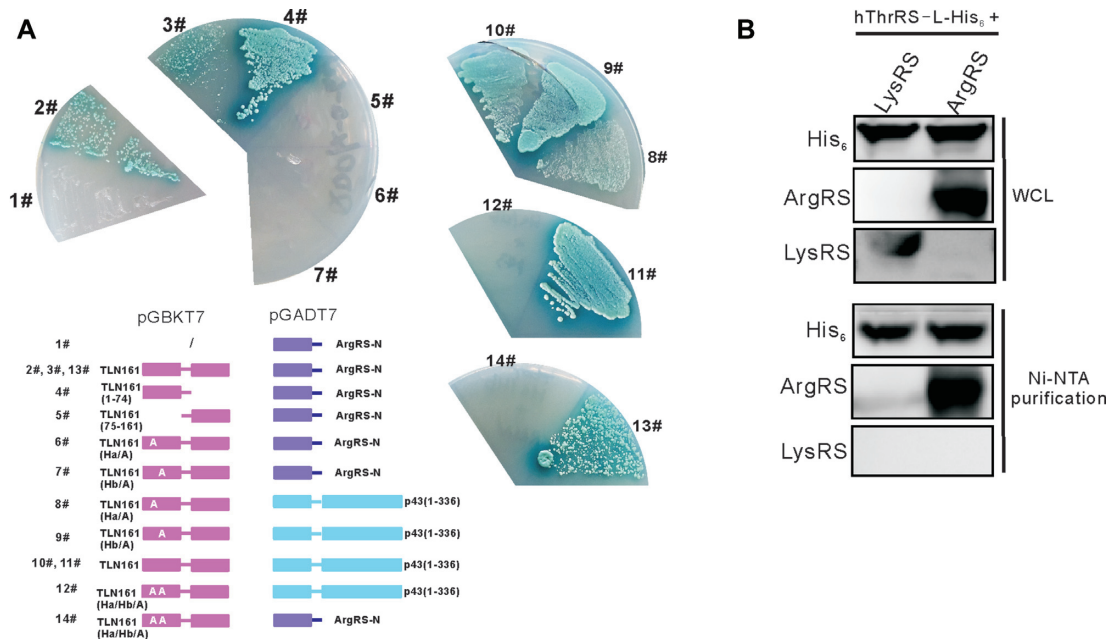 A
1#
2#
3#
4#
5#
6#
7#
10#
9#
8#
12#
11#
14#
13#
pGBKT7 pGADT7
1# / ArgRS-N
2#, 3#, 13# TLN161 ArgRS-N
4# TLN161 (1-74) ArgRS-N
5# TLN161 (75-161) ArgRS-N
6# TLN161 (Ha/A) A ArgRS-N
7# TLN161 (Hb/A) A ArgRS-N
8# TLN161 (Ha/A) A p43(1-336)
9# TLN161 (Hb/A) A p43(1-336)
10#, 11# TLN161 p43(1-336)
12# TLN161 (Ha/Hb/A) AA p43(1-336)
14# TLN161 (Ha/Hb/A) AA ArgRS-N
B
hThrRS-L-His₆ +
LysRS ArgRS
His₆
ArgRS
LysRS
WCL
His₆
ArgRS
LysRS
Ni-NTA
purification